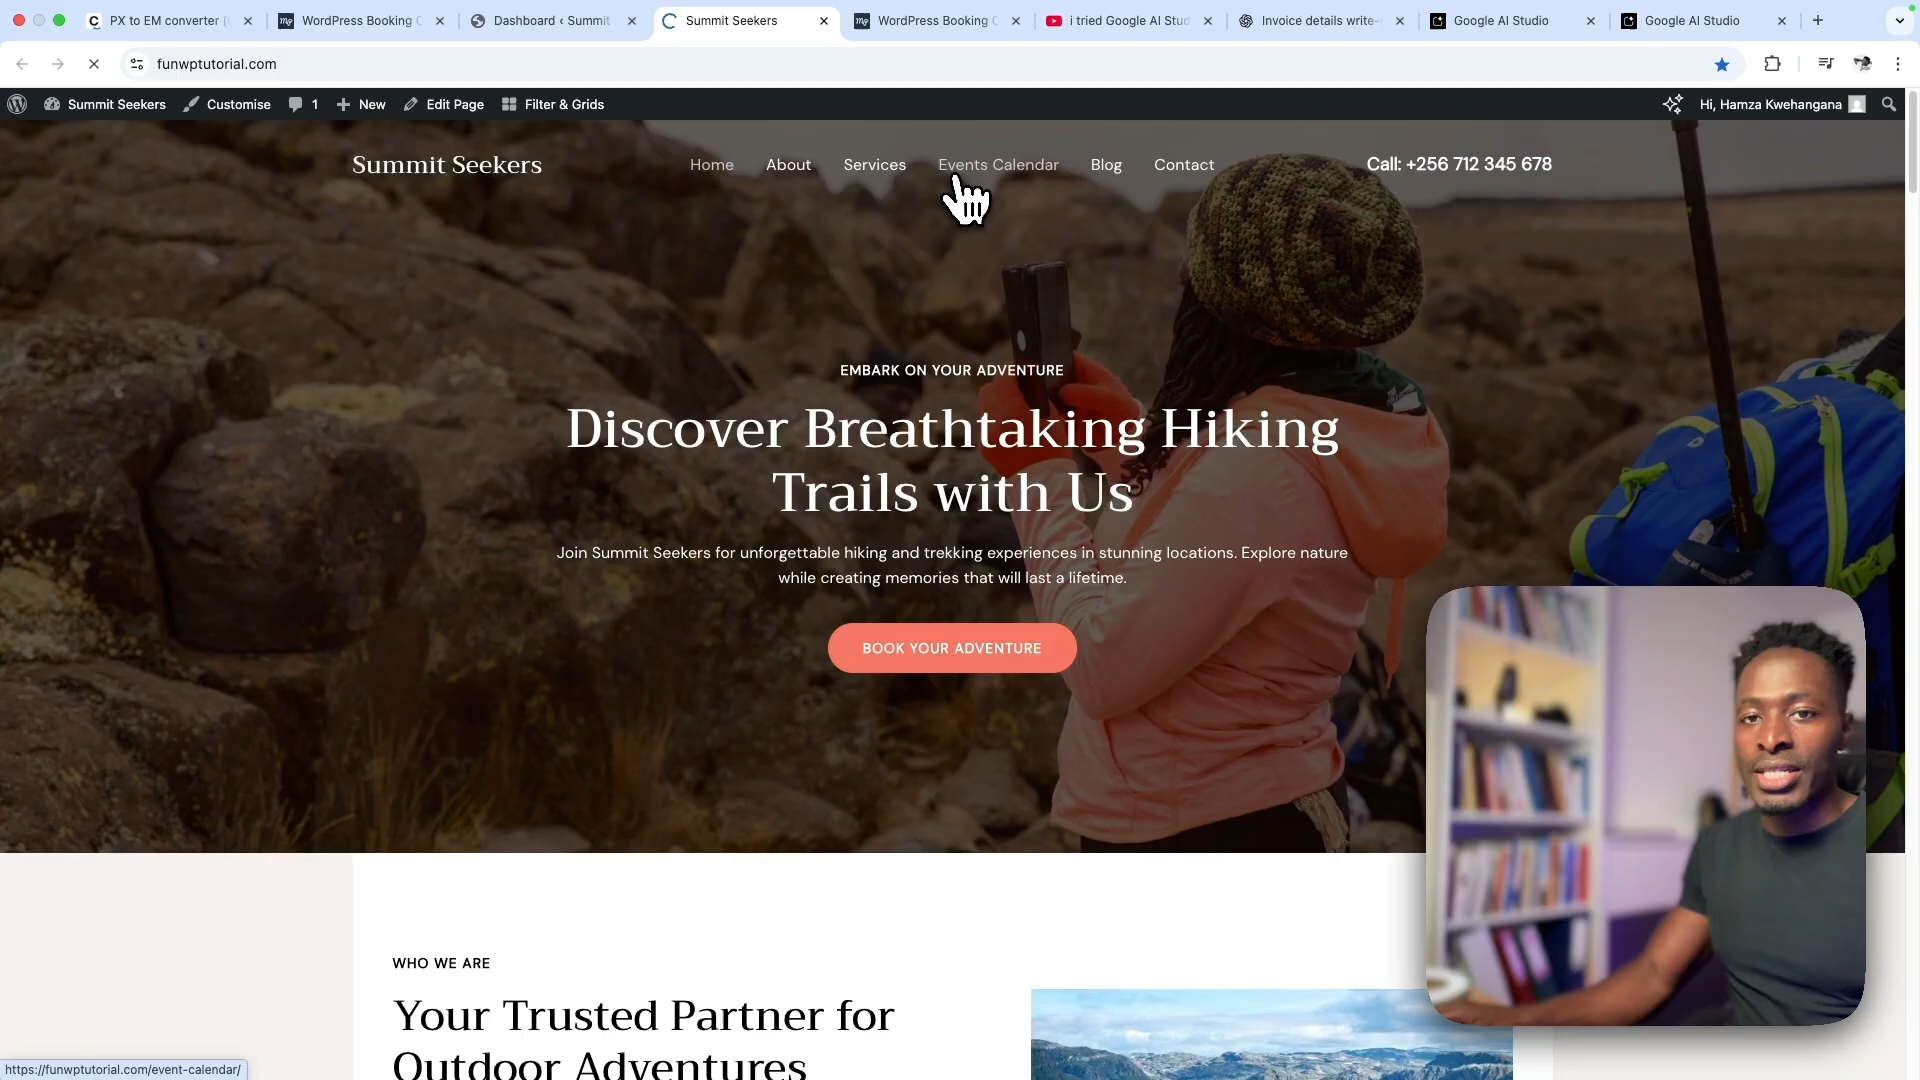 PX to EM converter (
WordPress Booking C
Dashboard ‹ Summit
Summit Seekers
WordPress Booking C
i tried Google AI Stud
Invoice details write-
Google AI Studio
Google AI Studio
funwptutorial.com
Summit Seekers
Customise
1
New
Edit Page
Filter & Grids
Hi, Hamza Kwehangana
Summit Seekers
Home
About
Services
Events Calendar
Blog
Contact
Call: +256 712 345 678
EMBARK ON YOUR ADVENTURE
Discover Breathtaking Hiking
Trails with Us
Join Summit Seekers for unforgettable hiking and trekking experiences in stunning locations. Explore nature
while creating memories that will last a lifetime.
BOOK YOUR ADVENTURE
WHO WE ARE
Your Trusted Partner for
Outdoor Adventures
https://funwptutorial.com/event-calendar/